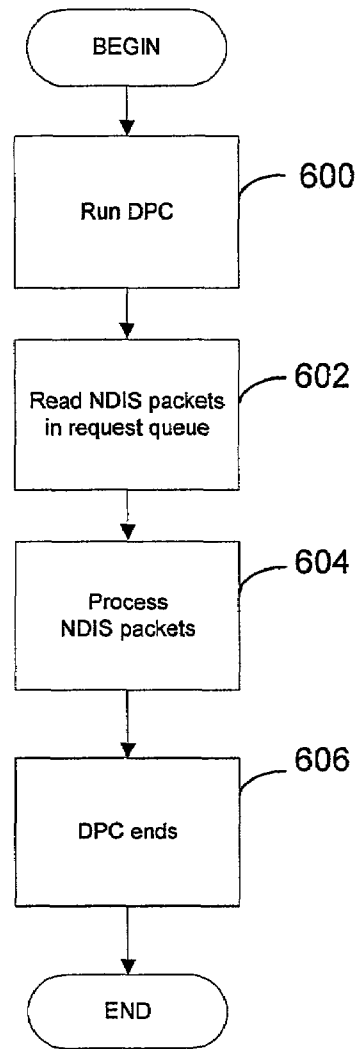 BEGIN
600
Run DPC
602
Read NDIS packets
in request queue
604
Process
NDIS packets
606
DPC ends
END